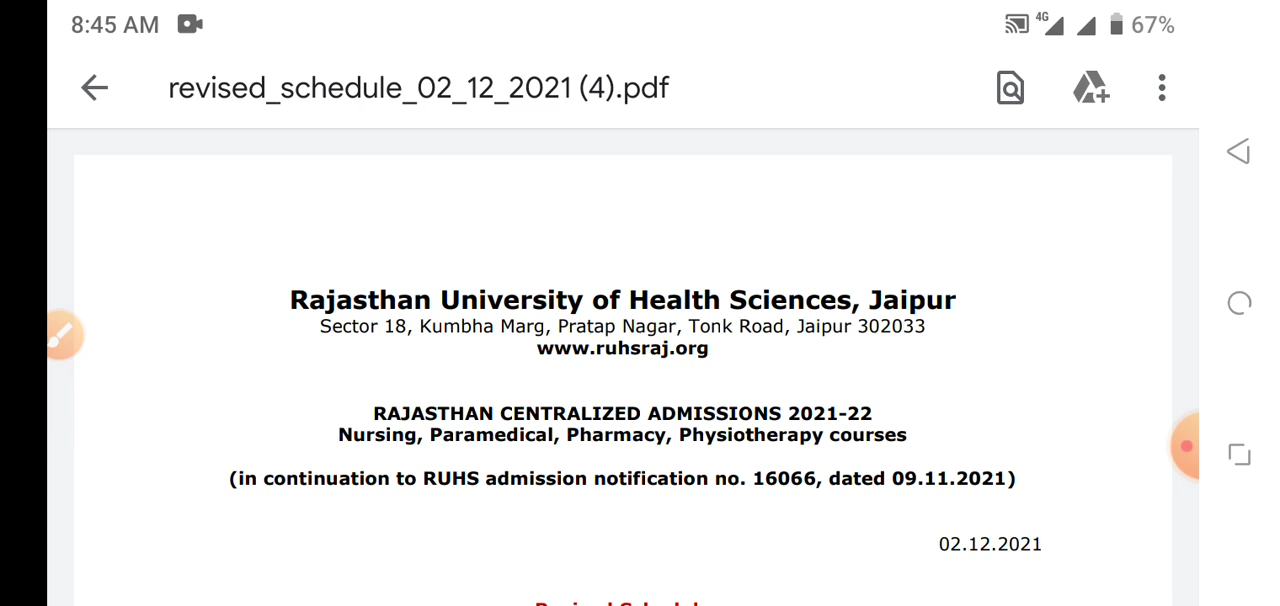 8:45 AM
4G
67%
revised_schedule_02_12_2021 (4).pdf
Rajasthan University of Health Sciences, Jaipur
Sector 18, Kumbha Marg, Pratap Nagar, Tonk Road, Jaipur 302033
www.ruhsraj.org
RAJASTHAN CENTRALIZED ADMISSIONS 2021-22
Nursing, Paramedical, Pharmacy, Physiotherapy courses
(in continuation to RUHS admission notification no. 16066, dated 09.11.2021)
02.12.2021